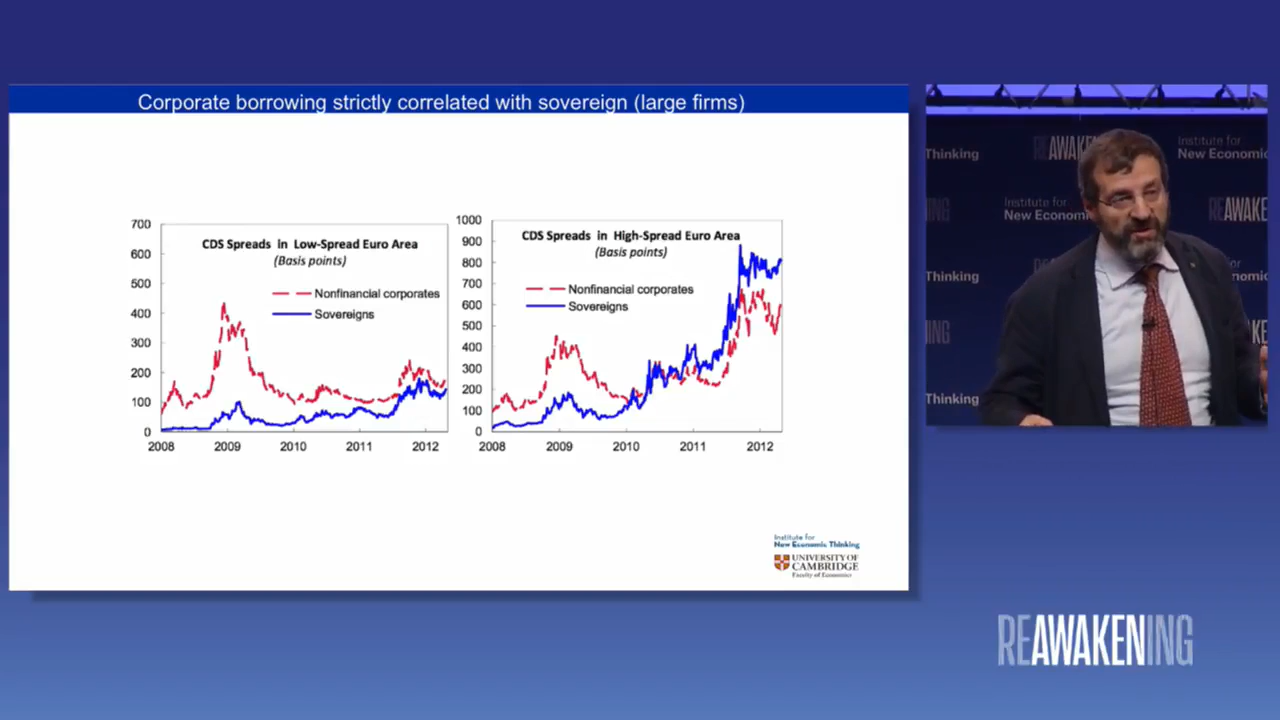 Corporate borrowing strictly correlated with sovereign (large firms)
700
600
500
400
300
200
100
0
CDS Spreads in Low-Spread Euro Area
(Basis points)
Nonfinancial corporates
Sovereigns
2008 2009 2010 2011 2012
1000
900
800
700
600
500
400
300
200
100
0
CDS Spreads in High-Spread Euro Area
(Basis points)
Nonfinancial corporates
Sovereigns
2008 2009 2010 2011 2012
Institute for
New Economic Thinking
UNIVERSITY OF
CAMBRIDGE
Faculty of Economics
Thinking
REAWAK
Institute for
New Economic
Institute for
New Econom
REAWAKE
Thinking
nomic
Thinking
nomic
REAWAKENING